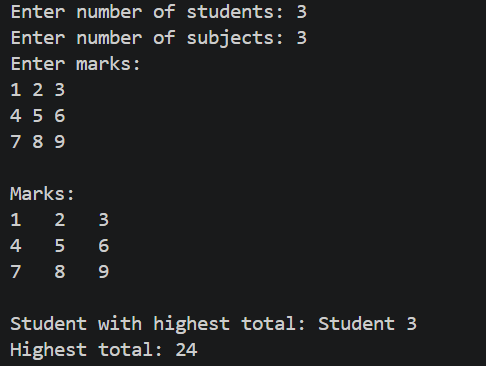 Enter number of students: 3
Enter number of subjects: 3
Enter marks:
1 2 3
4 5 6
7 8 9

Marks:
1   2   3
4   5   6
7   8   9

Student with highest total: Student 3
Highest total: 24